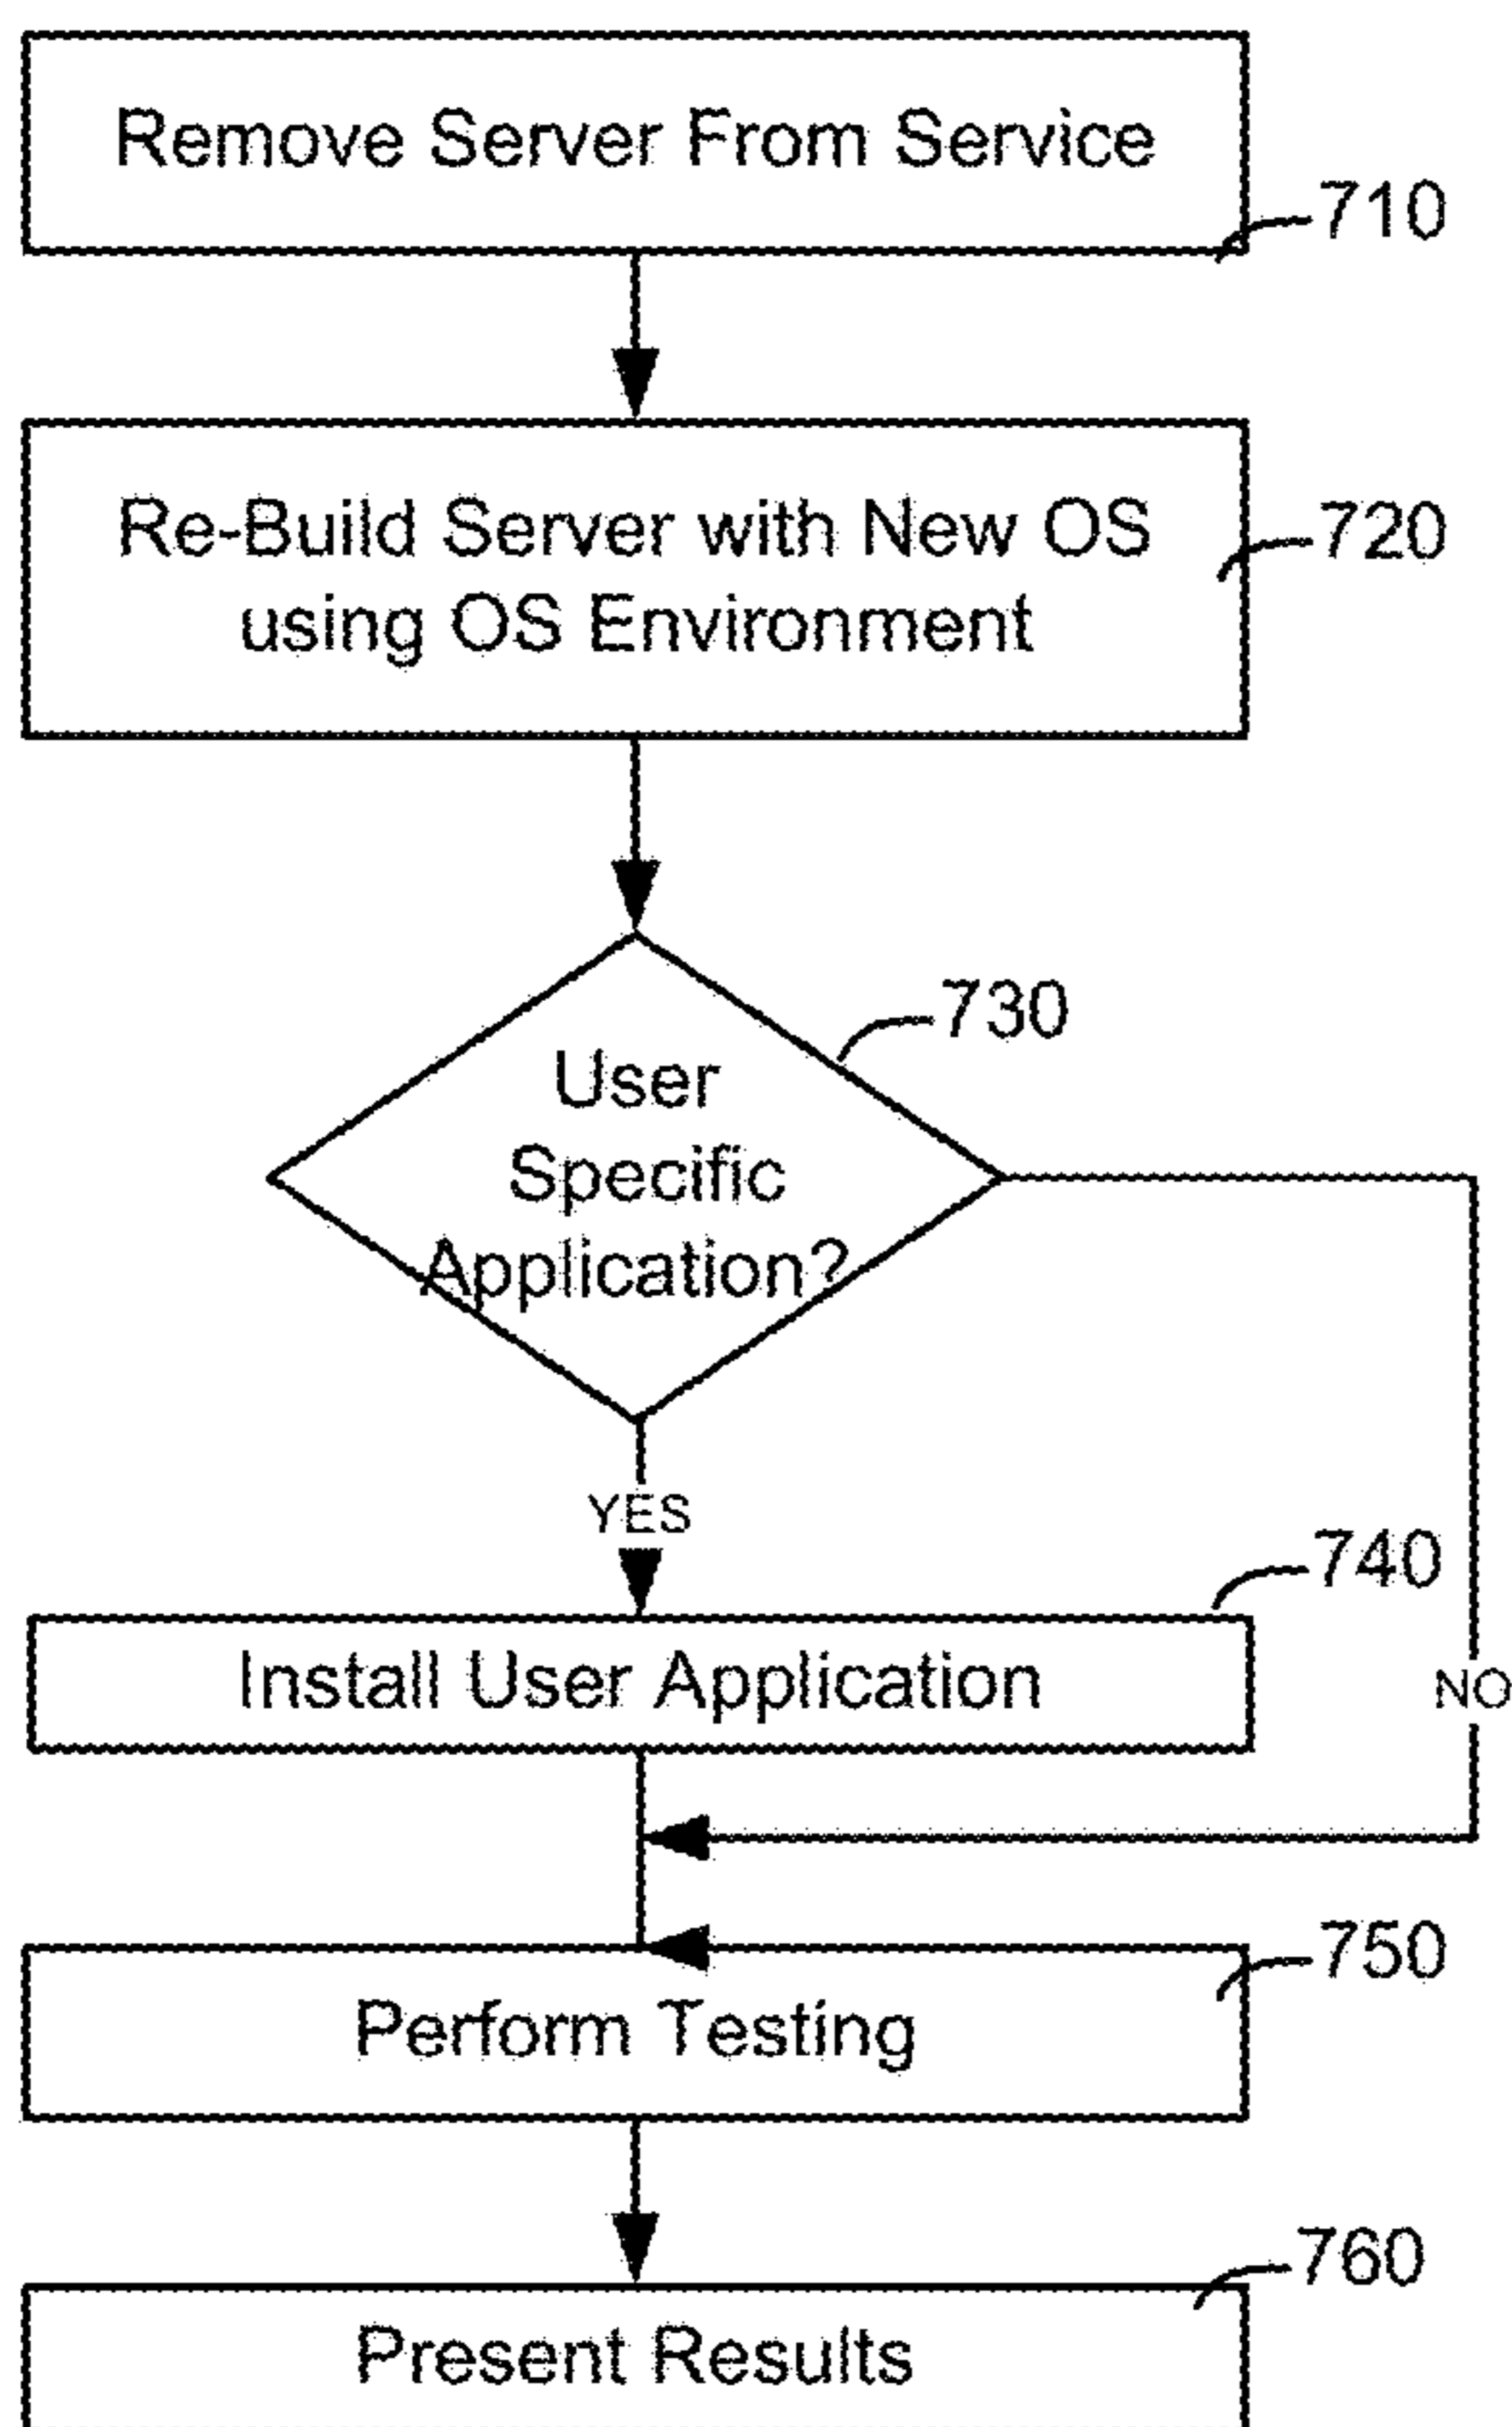 Remove Server From Service
710
Re-Build Server with New OS
using OS Environment
720
730
User
Specific
Application?
YES
740
Install User Application
NO
750
Perform Testing
760
Present Results